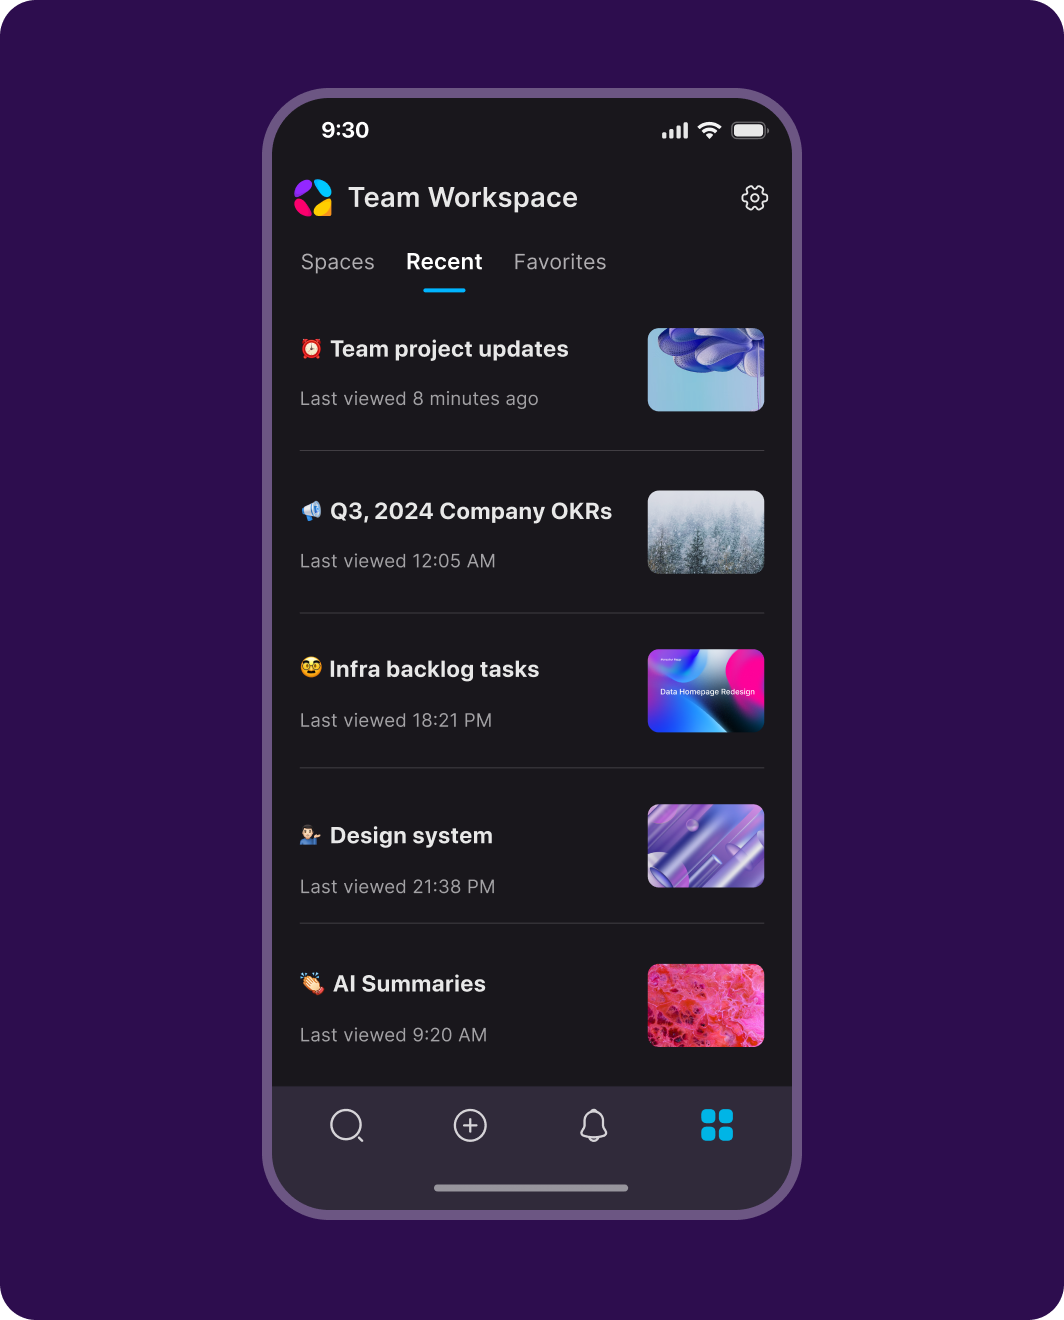 9:30
Team Workspace
Spaces Recent Favorites
Team project updates
Last viewed 8 minutes ago
Q3, 2024 Company OKRs
Last viewed 12:05 AM
Infra backlog tasks
Last viewed 18:21 PM
Data Homepage Redesign
Design system
Last viewed 21:38 PM
AI Summaries
Last viewed 9:20 AM